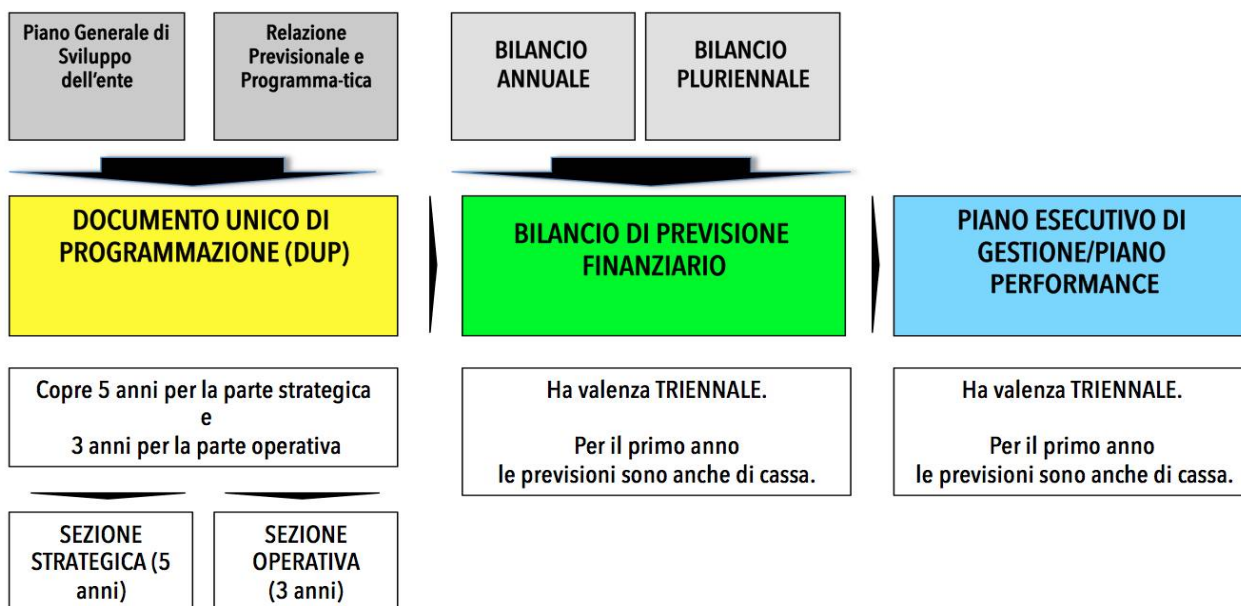 Piano Generale di
Sviluppo
dell'ente
Relazione
Previsionale e
Programma-tica
BILANCIO
ANNUALE
BILANCIO
PLURIENNALE
DOCUMENTO UNICO DI
PROGRAMMAZIONE (DUP)
BILANCIO DI PREVISIONE
FINANZIARIO
PIANO ESECUTIVO DI
GESTIONE/PIANO
PERFORMANCE
Copre 5 anni per la parte strategica
e
3 anni per la parte operativa
Ha valenza TRIENNALE.
Per il primo anno
le previsioni sono anche di cassa.
Ha valenza TRIENNALE.
Per il primo anno
le previsioni sono anche di cassa.
SEZIONE
STRATEGICA (5
anni)
SEZIONE
OPERATIVA
(3 anni)